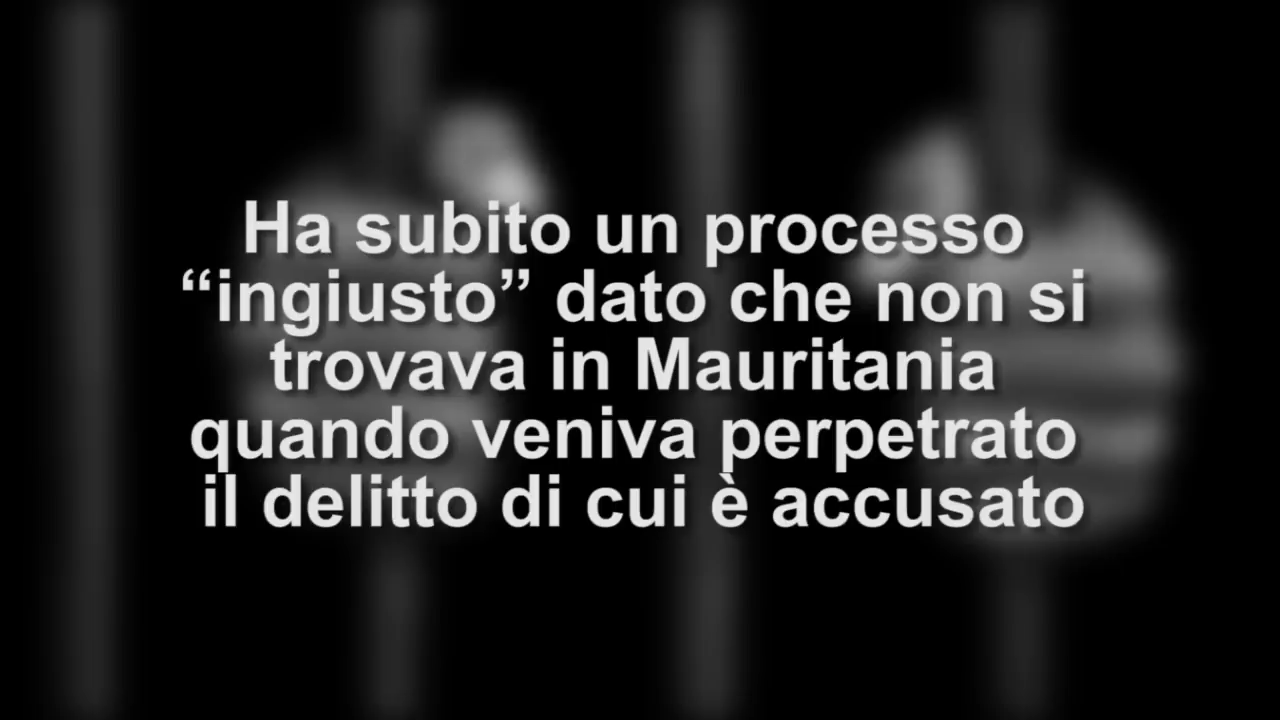 Ha subito un processo
“ingiusto” dato che non si
trovava in Mauritania
quando veniva perpetrato
il delitto di cui è accusato